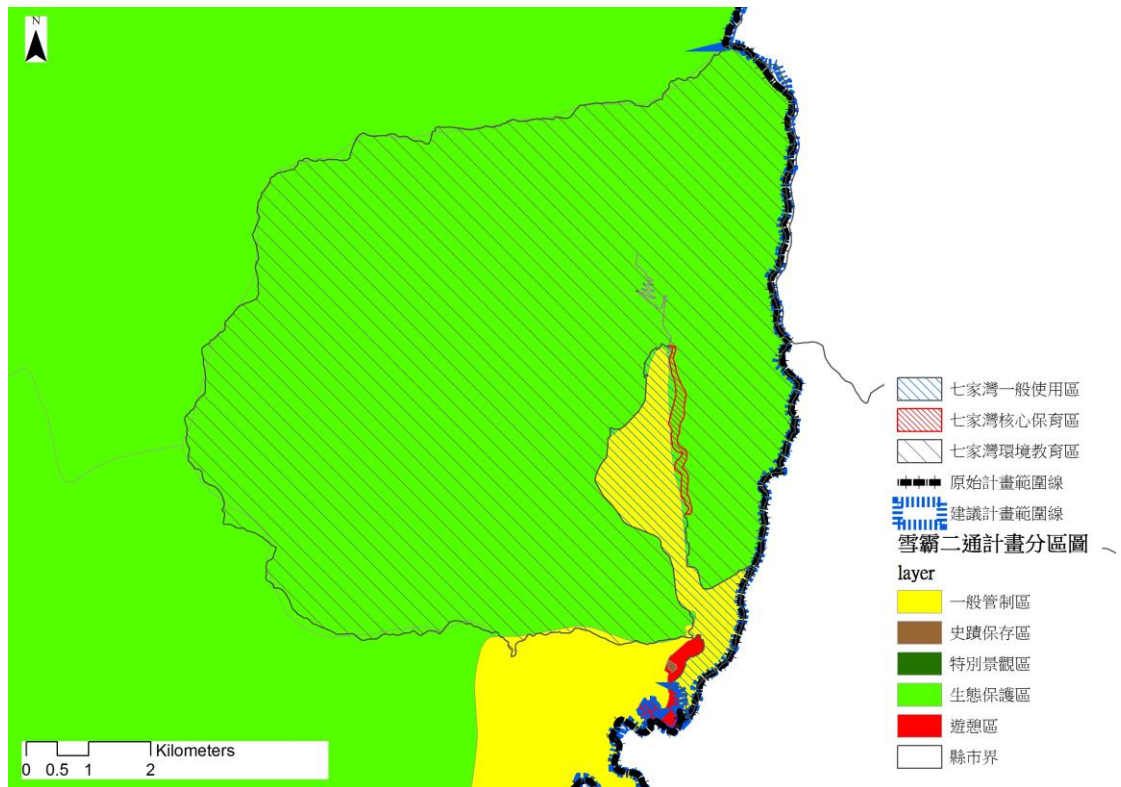 N
七家灣一般使用區
七家灣核心保育區
七家灣環境教育區
原始計畫範圍線
建議計畫範圍線
雪霸二通計畫分區圖
layer
一般管制區
史蹟保存區
特別景觀區
生態保護區
遊憩區
縣市界
Kilometers
0 0.5 1 2